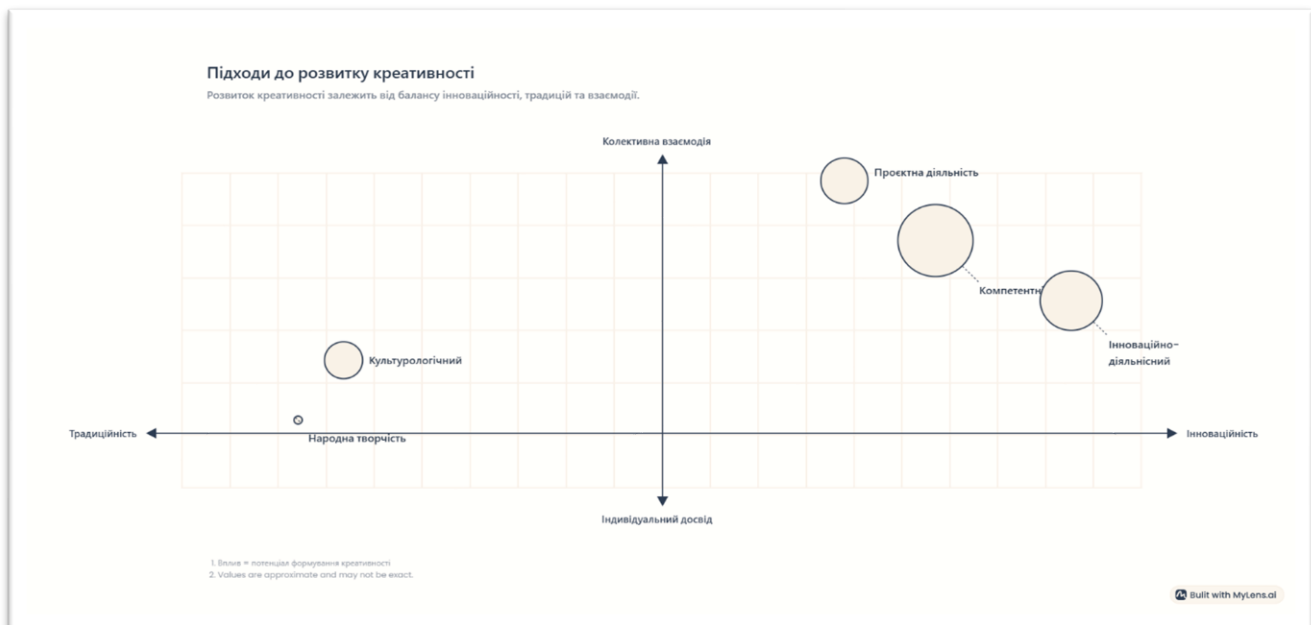 Підходи до розвитку креативності
Розвиток креативності залежить від балансу інноваційності, традицій та взаємодії.
Колективна взаємодія
Проєктна діяльність
Компетентн
Інноваційно-
діяльнісний
Культурологічний
Народна творчість
Традиційність
Інноваційність
Індивідуальний досвід
1. Вплив = потенціал формування креативності
2. Values are approximate and may not be exact.
Built with MyLens.ai